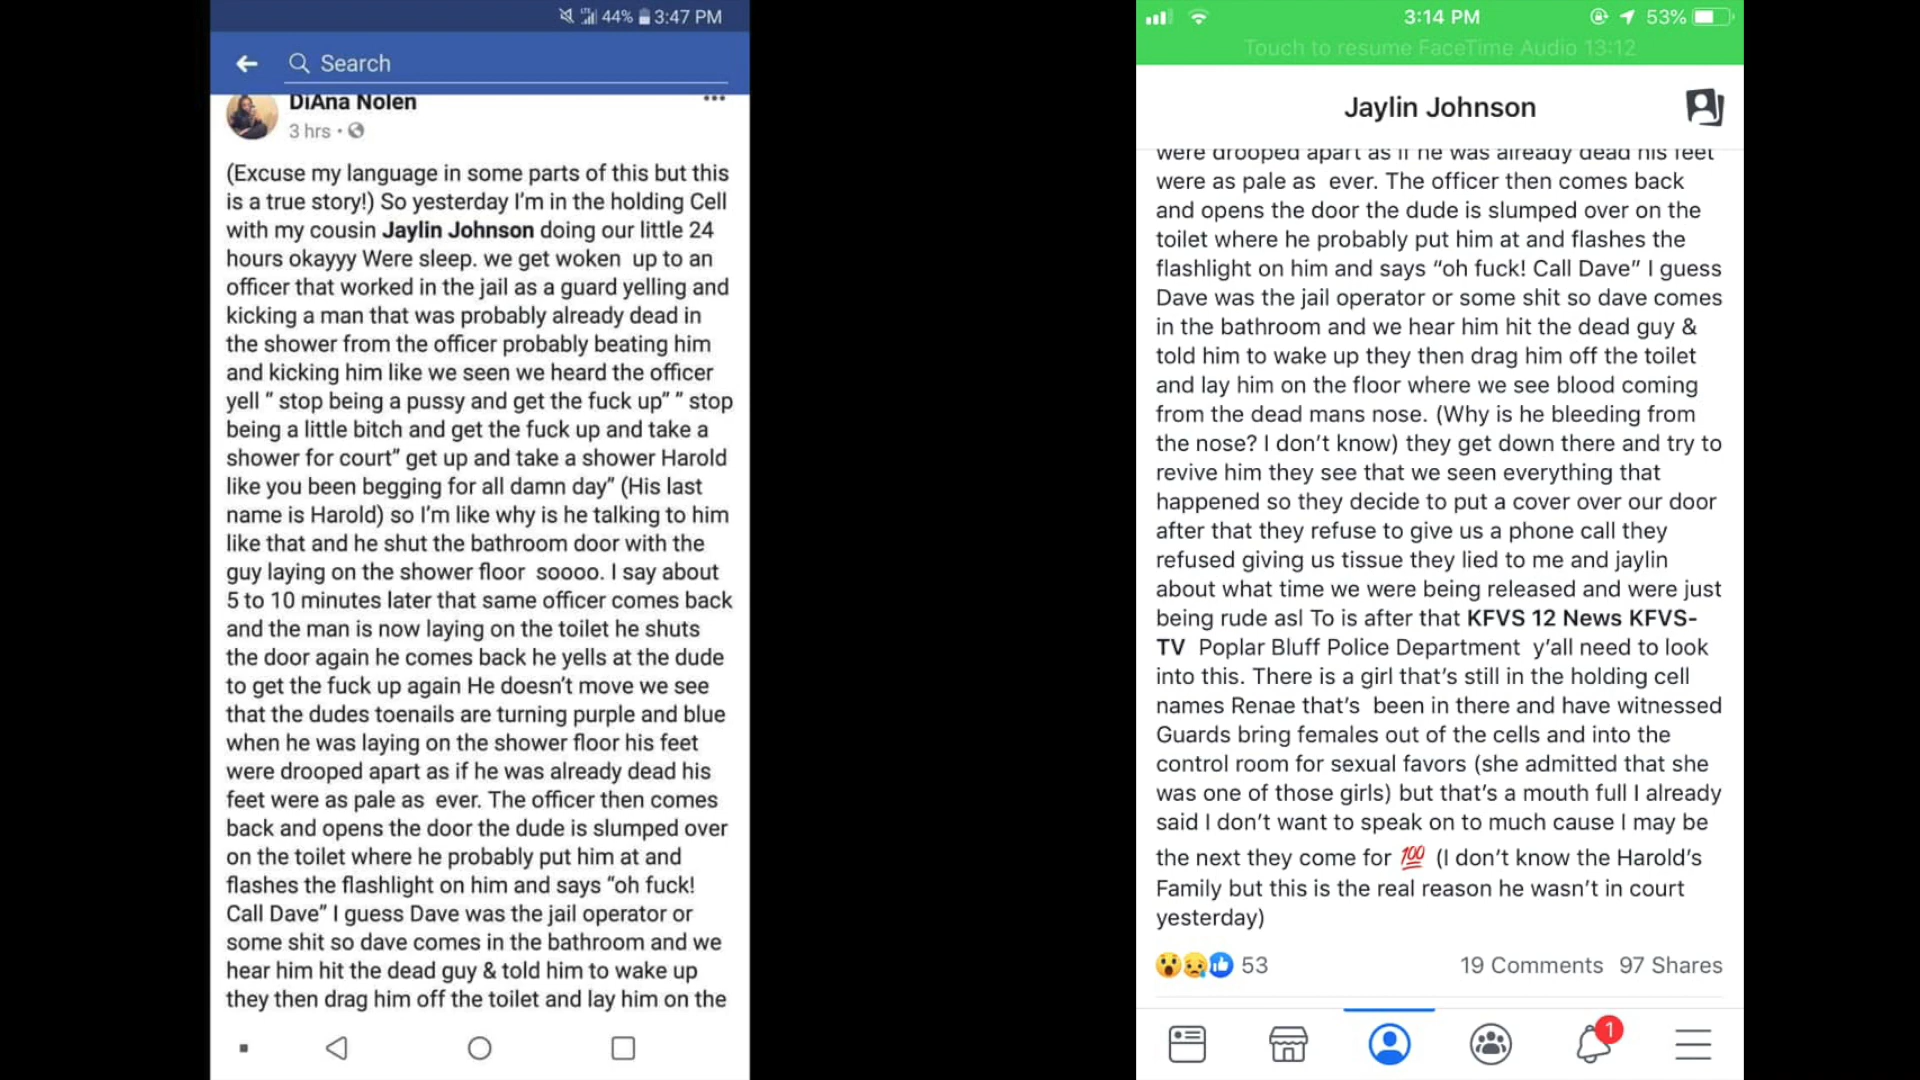 44% 3:47 PM
Search
DiAna Nolen
3 hrs •
(Excuse my language in some parts of this but this
is a true story!) So yesterday I’m in the holding Cell
with my cousin Jaylin Johnson doing our little 24
hours okayyy Were sleep. we get woken up to an
officer that worked in the jail as a guard yelling and
kicking a man that was probably already dead in
the shower from the officer probably beating him
and kicking him like we seen we heard the officer
yell “ stop being a pussy and get the fuck up” ” stop
being a little bitch and get the fuck up and take a
shower for court” get up and take a shower Harold
like you been begging for all damn day” (His last
name is Harold) so I’m like why is he talking to him
like that and he shut the bathroom door with the
guy laying on the shower floor soooo. I say about
5 to 10 minutes later that same officer comes back
and the man is now laying on the toilet he shuts
the door again he comes back he yells at the dude
to get the fuck up again He doesn’t move we see
that the dudes toenails are turning purple and blue
when he was laying on the shower floor his feet
were drooped apart as if he was already dead his
feet were as pale as ever. The officer then comes
back and opens the door the dude is slumped over
on the toilet where he probably put him at and
flashes the flashlight on him and says “oh fuck!
Call Dave” I guess Dave was the jail operator or
some shit so dave comes in the bathroom and we
hear him hit the dead guy & told him to wake up
they then drag him off the toilet and lay him on the
3:14 PM 53%
Touch to resume FaceTime Audio 13:12
Jaylin Johnson
were drooped apart as if he was already dead his feet
were as pale as ever. The officer then comes back
and opens the door the dude is slumped over on the
toilet where he probably put him at and flashes the
flashlight on him and says “oh fuck! Call Dave” I guess
Dave was the jail operator or some shit so dave comes
in the bathroom and we hear him hit the dead guy &
told him to wake up they then drag him off the toilet
and lay him on the floor where we see blood coming
from the dead mans nose. (Why is he bleeding from
the nose? I don’t know) they get down there and try to
revive him they see that we seen everything that
happened so they decide to put a cover over our door
after that they refuse to give us a phone call they
refused giving us tissue they lied to me and jaylin
about what time we were being released and were just
being rude asl To is after that KFVS 12 News KFVS-
TV Poplar Bluff Police Department y’all need to look
into this. There is a girl that’s still in the holding cell
names Renae that’s been in there and have witnessed
Guards bring females out of the cells and into the
control room for sexual favors (she admitted that she
was one of those girls) but that’s a mouth full I already
said I don’t want to speak on to much cause I may be
the next they come for 💯 (I don’t know the Harold’s
Family but this is the real reason he wasn’t in court
yesterday)
53 19 Comments 97 Shares
1